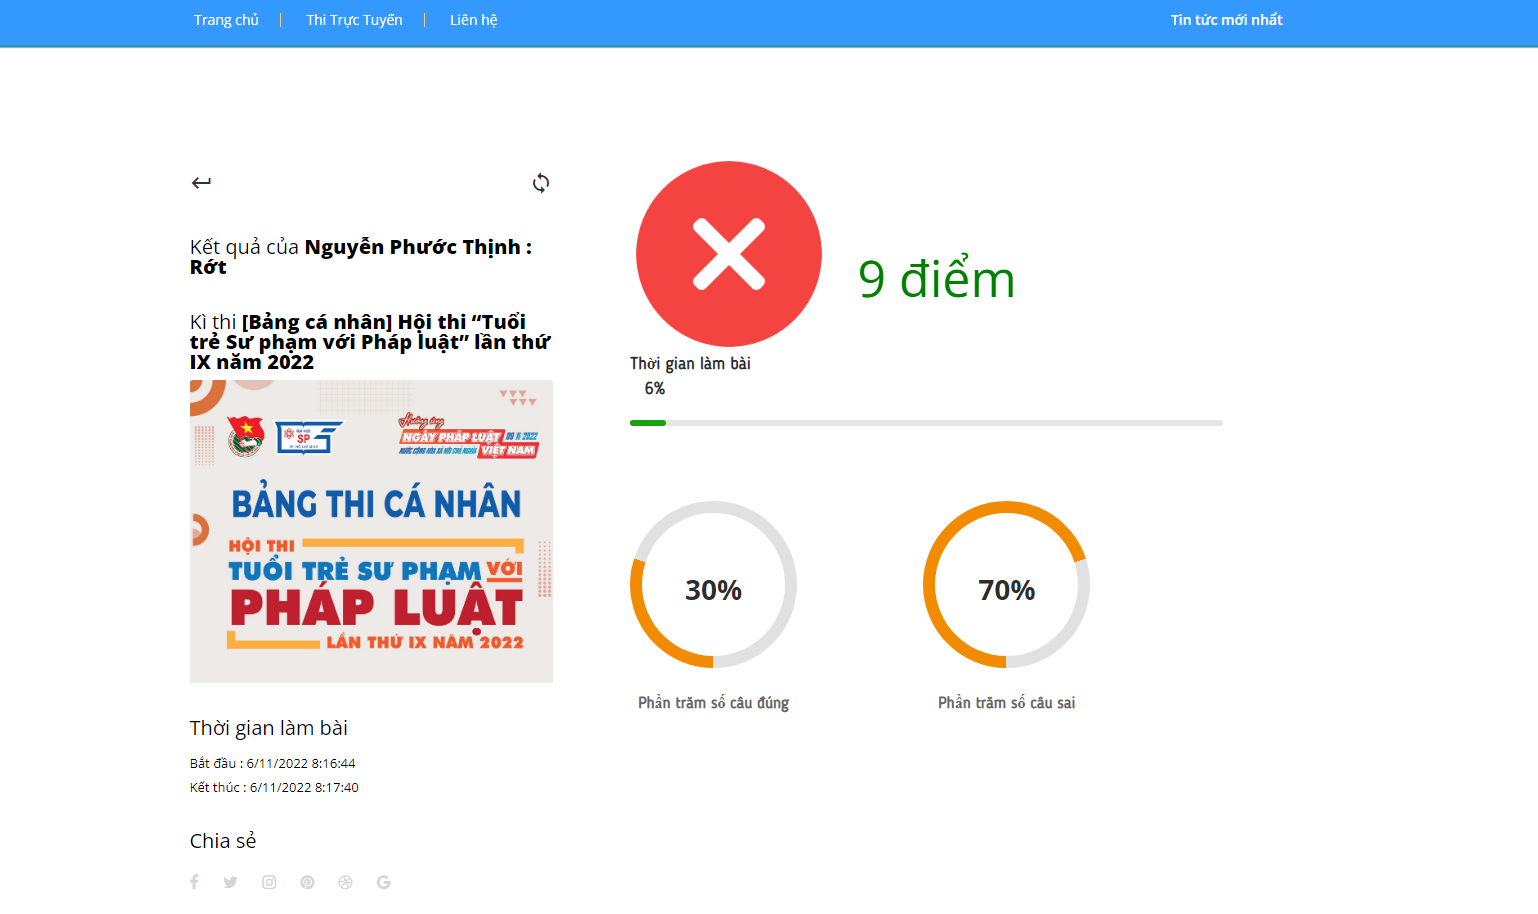 Trang chủ
Thi Trực Tuyến
Liên hệ
Tin tức mới nhất
Kết quả của Nguyễn Phước Thịnh :
Rớt
Kì thi [Bảng cá nhân] Hội thi “Tuổi
trẻ Sư phạm với Pháp luật” lần thứ
IX năm 2022
SP
Hưởng ứng
NGÀY PHÁP LUẬT 09/11/2022
NƯỚC CỘNG HÒA XÃ HỘI CHỦ NGHĨA VIỆT NAM
BẢNG THI CÁ NHÂN
HỘI THI
TUỔI TRẺ SƯ PHẠM VỚI
PHÁP LUẬT
LẦN THỨ IX NĂM 2022
Thời gian làm bài
Bắt đầu : 6/11/2022 8:16:44
Kết thúc : 6/11/2022 8:17:40
Chia sẻ
9 điểm
Thời gian làm bài
6%
30%
Phần trăm số câu đúng
70%
Phần trăm số câu sai